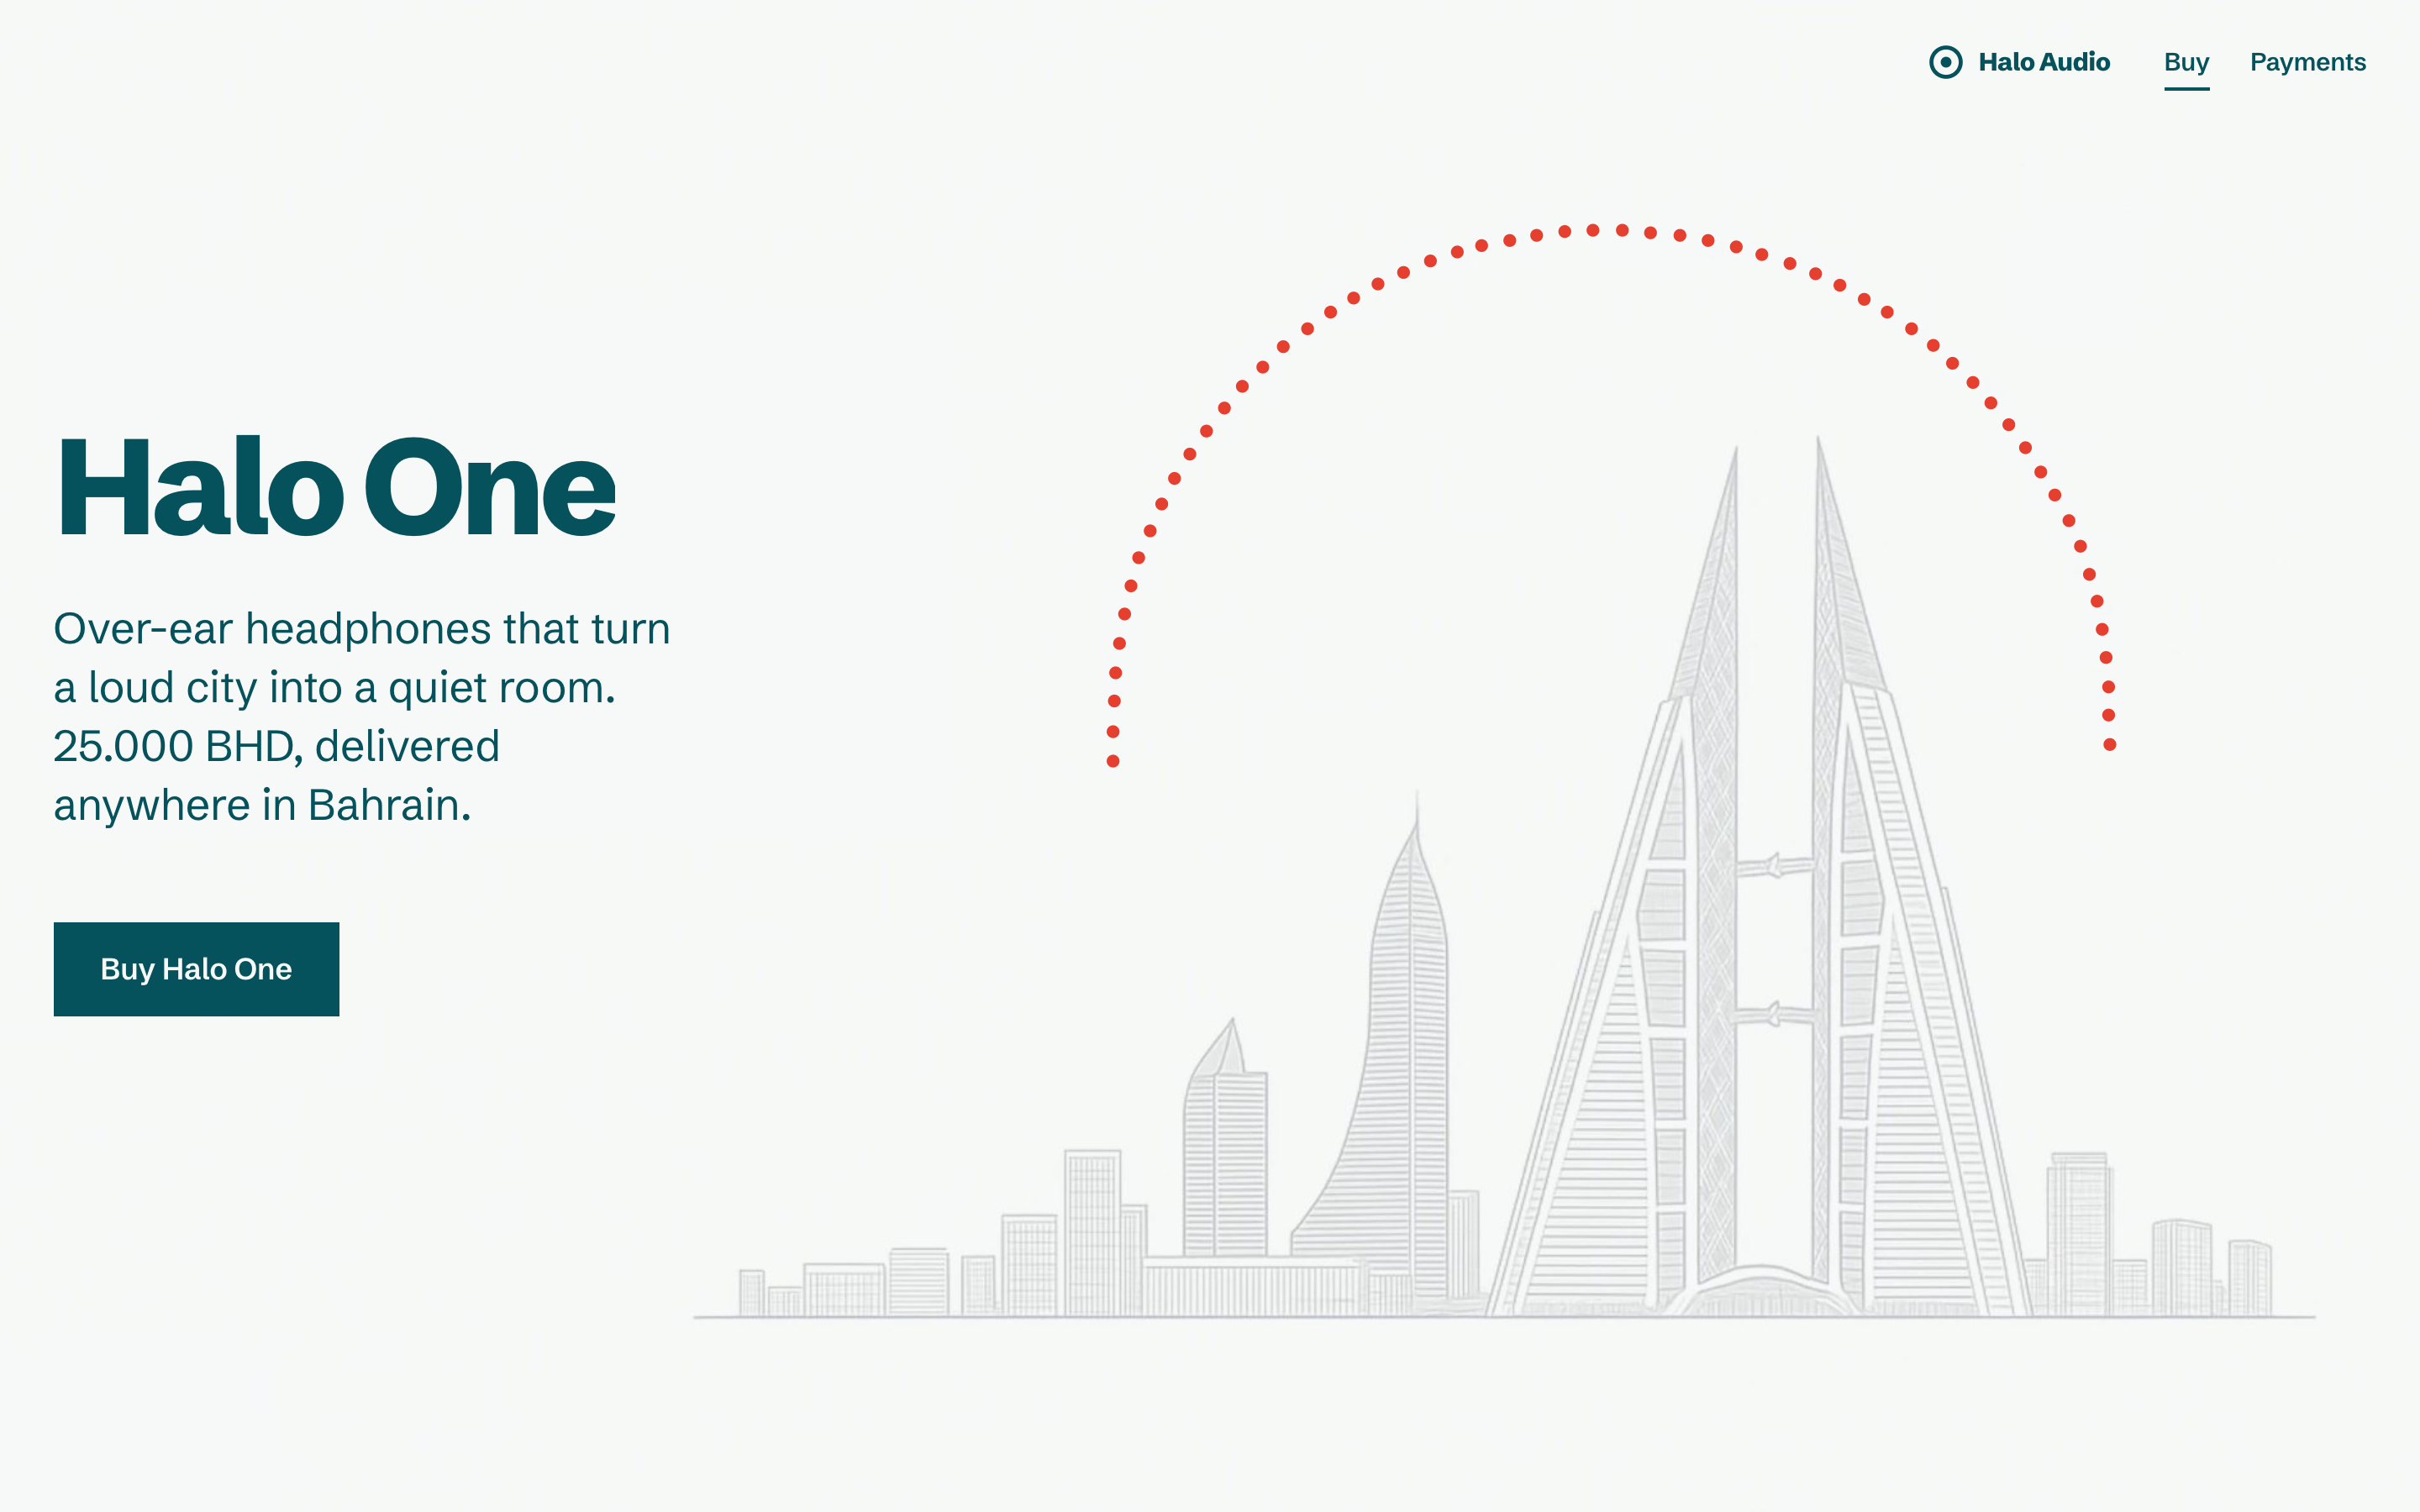 Halo Audio
Buy
Payments
Halo One
Over-ear headphones that turn
a loud city into a quiet room.
25.000 BHD, delivered
anywhere in Bahrain.
Buy Halo One